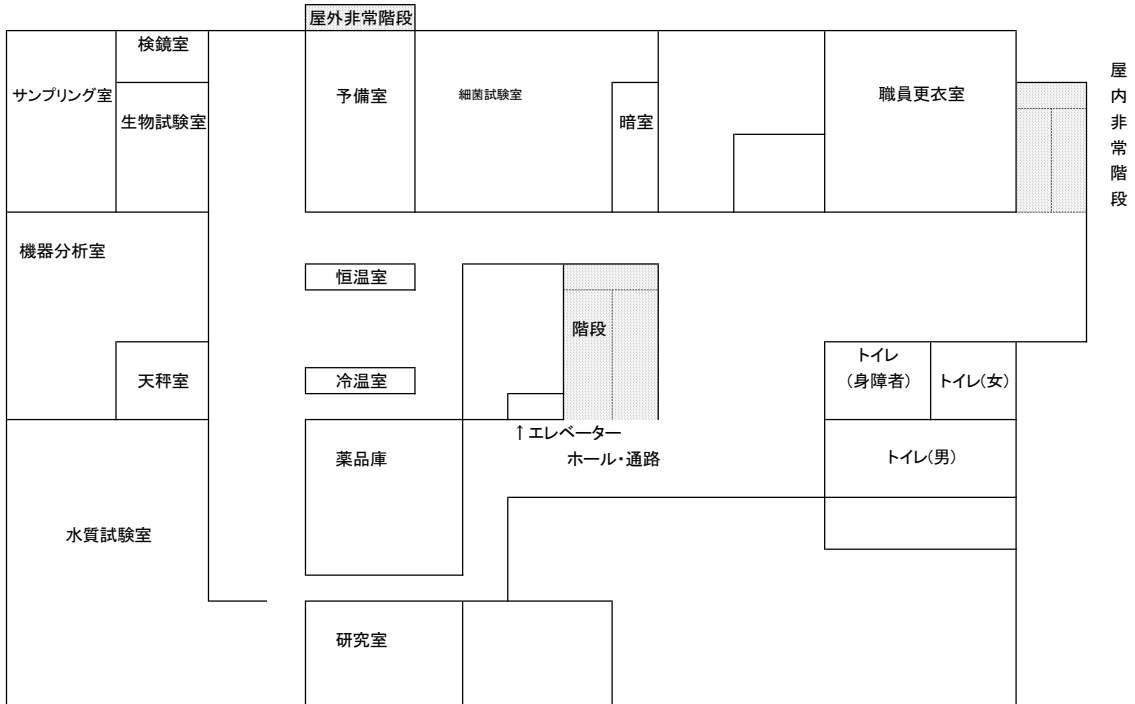 屋外非常階段
検鏡室
サンプリング室
予備室
細菌試験室
職員更衣室
屋内非常階段
生物試験室
暗室
機器分析室
恒温室
階段
トイレ
(身障者)
トイレ(女)
天秤室
冷温室
↑エレベーター
薬品庫
ホール・通路
トイレ(男)
水質試験室
研究室